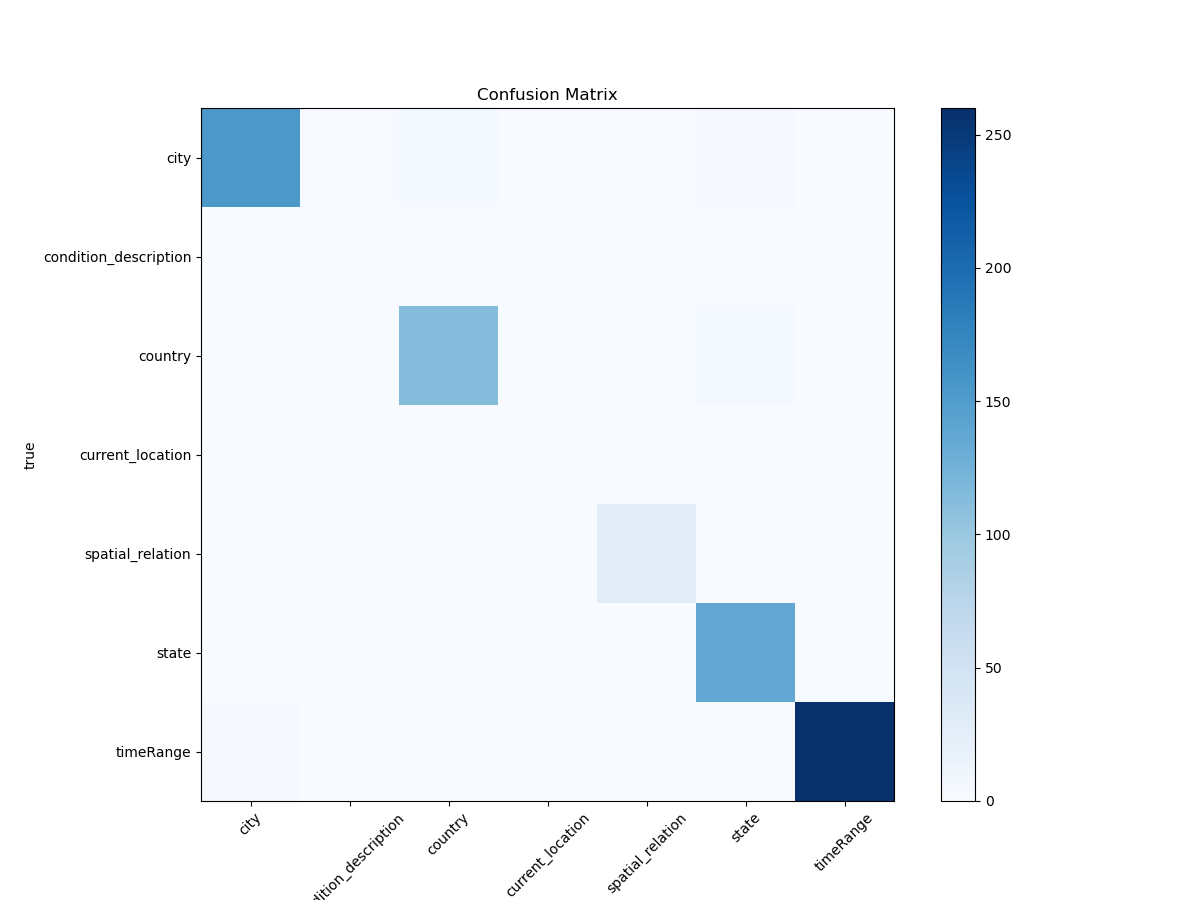 Confusion Matrix
true
city
condition_description
country
current_location
spatial_relation
state
timeRange
city
dition_description
country
current_location
spatial_relation
state
timeRange
250
200
150
100
50
0